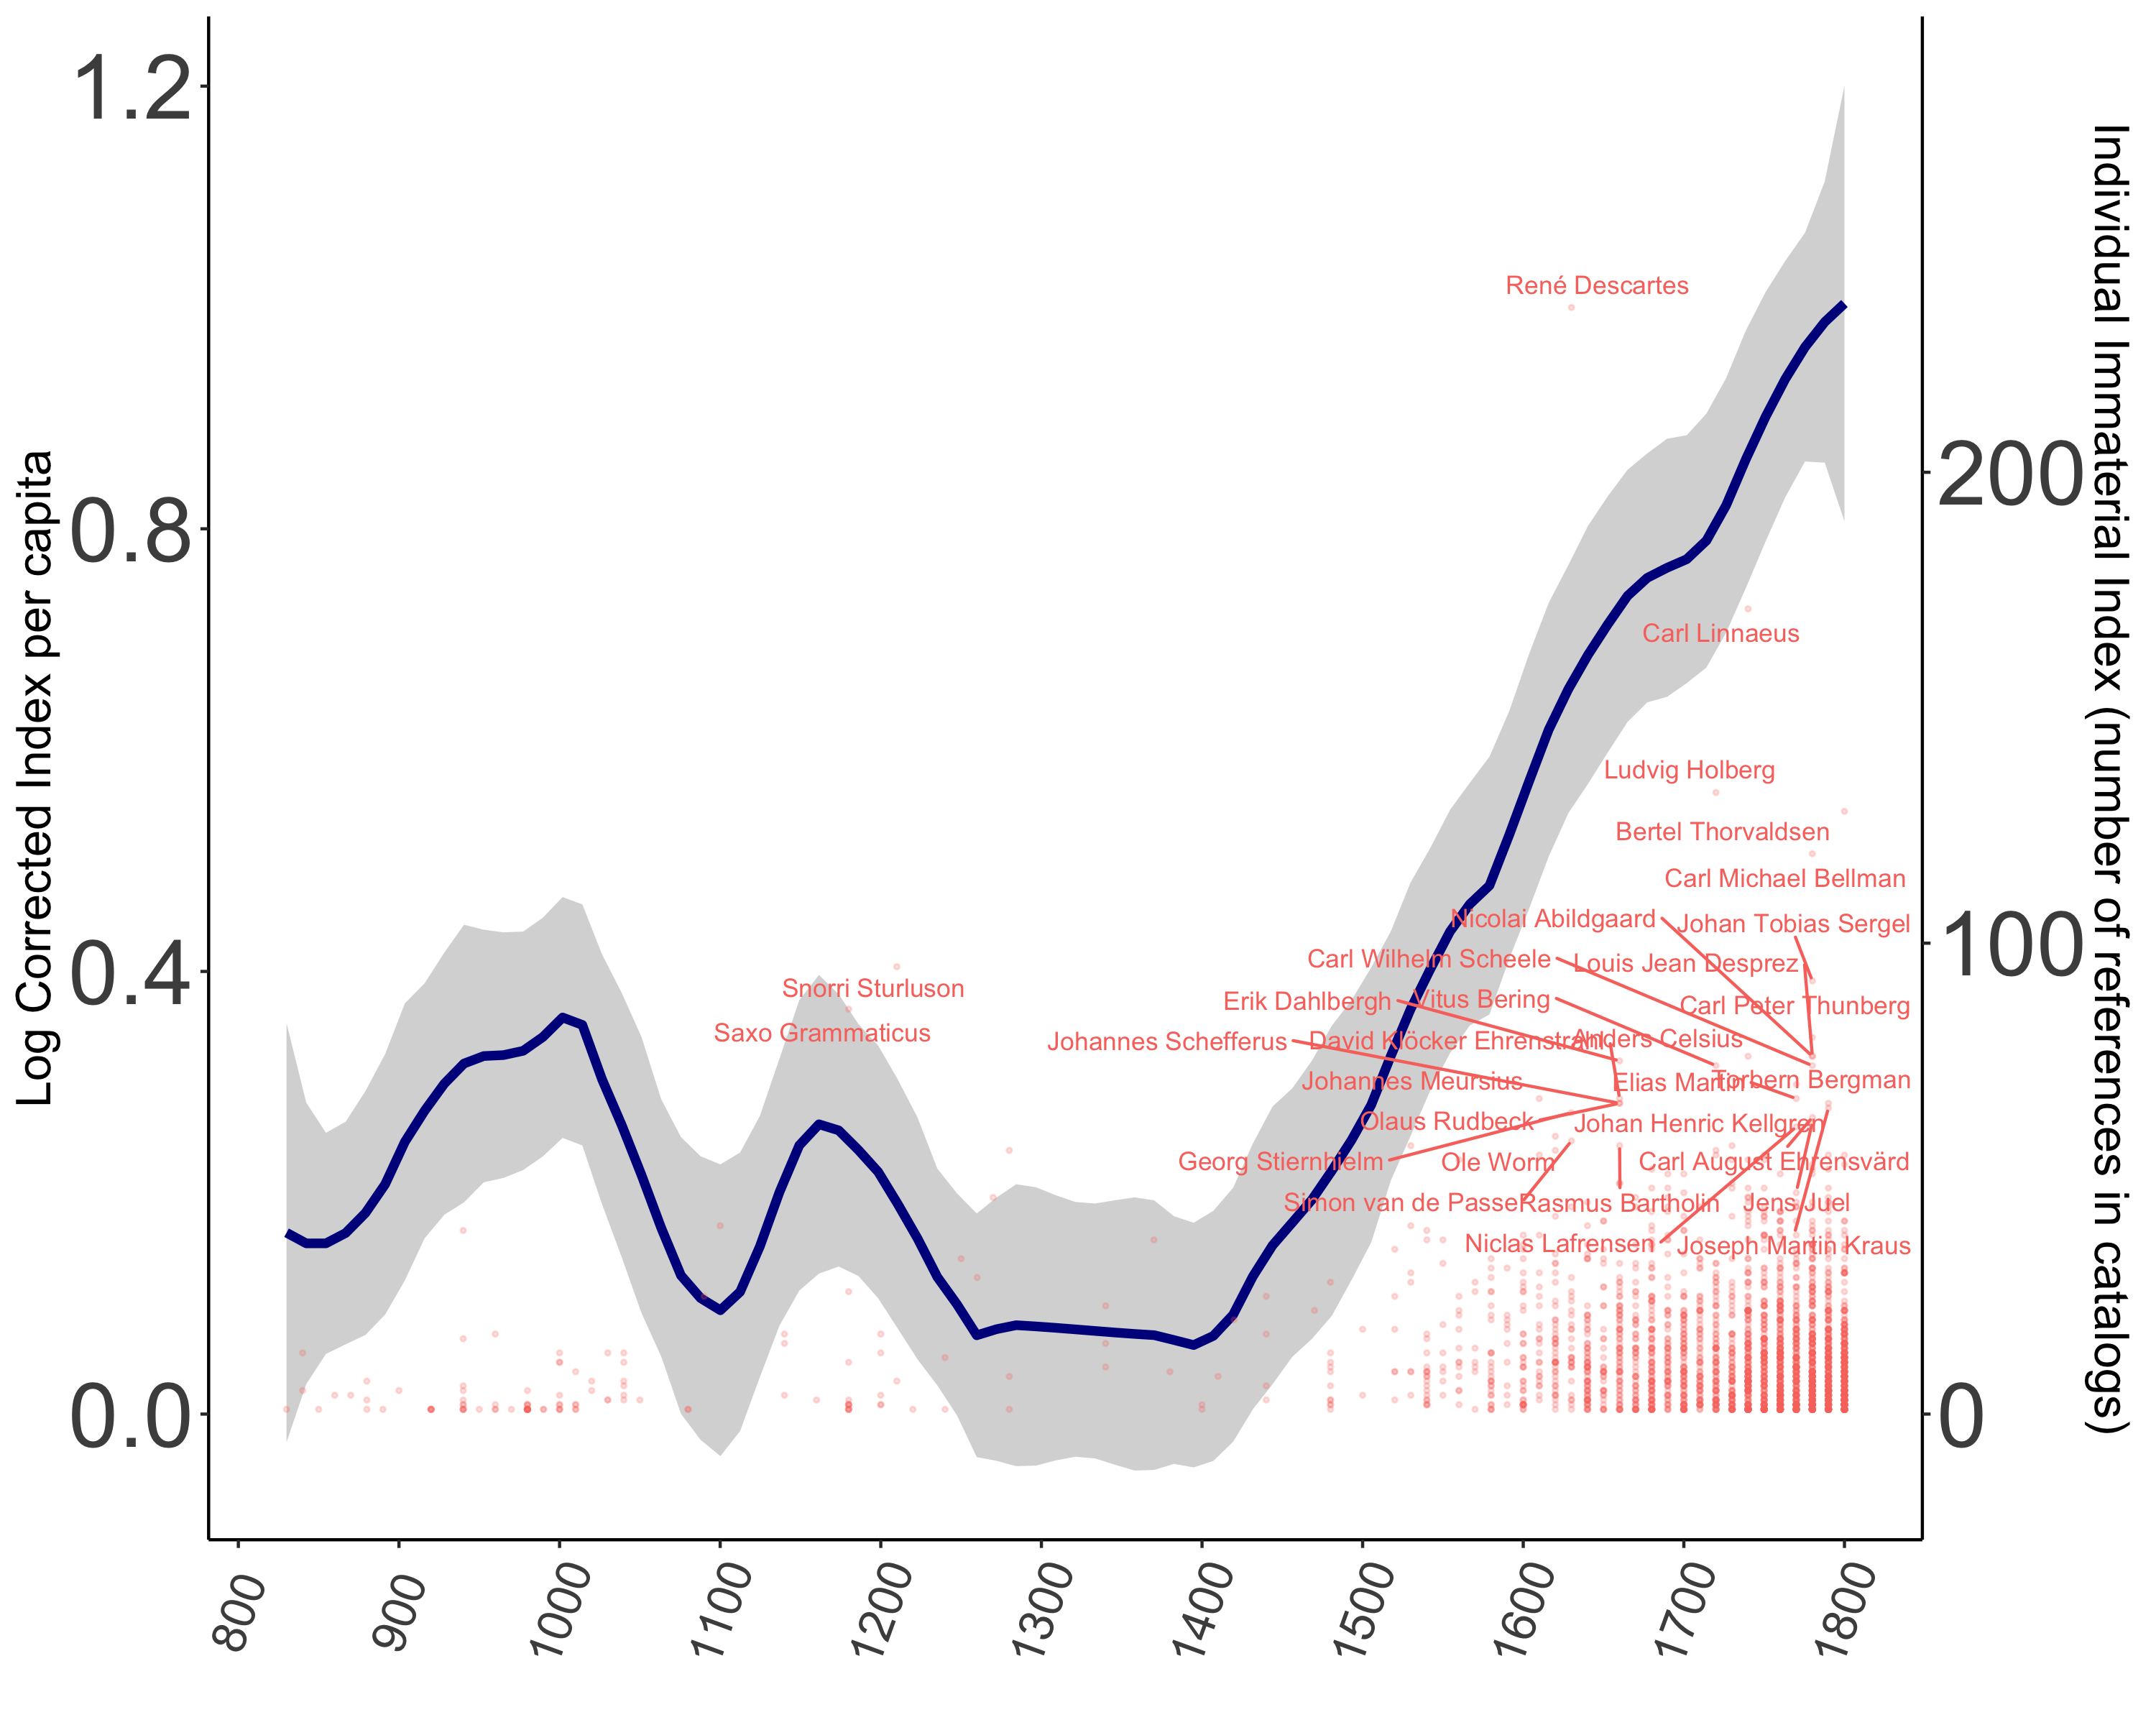 1.2
0.8
0.4
0.0
Log Corrected Index per capita
200
100
0
Individual Immaterial Index (number of references in catalogs)
René Descartes
Carl Linnaeus
Ludvig Holberg
Bertel Thorvaldsen
Carl Michael Bellman
Nicolai Abildgaard
Johan Tobias Sergel
Carl Wilhelm Scheele
Louis Jean Desprez
Snorri Sturluson
Erik Dahlbergh
Vitus Bering
Carl Peter Thunberg
Saxo Grammaticus
Johannes Schefferus
David Klöcker Ehrenstrahl
Anders Celsius
Johannes Meursius
Elias Martin
Torbern Bergman
Olaus Rudbeck
Johan Henric Kellgren
Georg Stiernhielm
Ole Worm
Carl August Ehrensvärd
Simon van de Passe
Rasmus Bartholin
Jens Juel
Niclas Lafrensen
Joseph Martin Kraus
800
900
1000
1100
1200
1300
1400
1500
1600
1700
1800